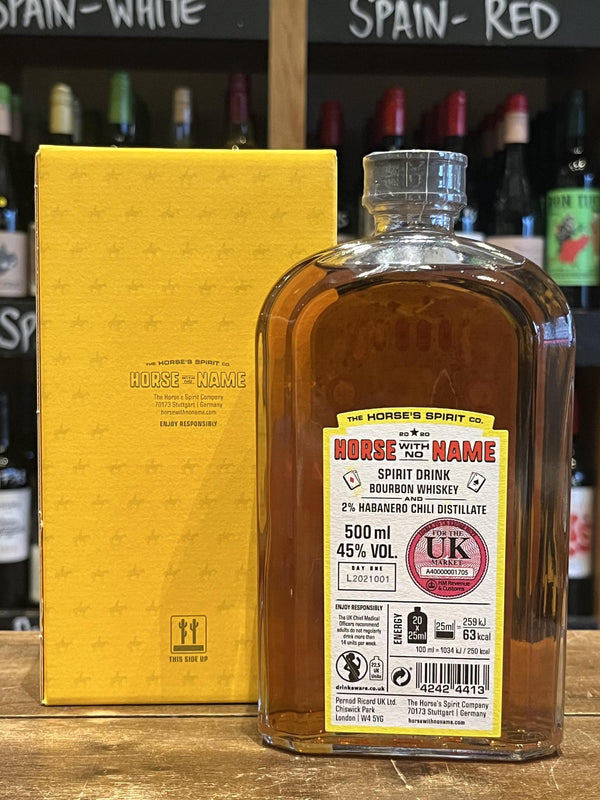 SPAIN-WHITE
SPAIN-RED
THE HORSE'S SPIRIT CO.
HORSE WITH NO NAME
The Horse's Spirit Company
70173 Stuttgart | Germany
horsewithnoname.com
ENJOY RESPONSIBLY
THIS SIDE UP
THE HORSE'S SPIRIT CO.
20 ★ 20
HORSE WITH NO NAME
SPIRIT DRINK
BOURBON WHISKEY
AND
2% HABANERO CHILI DISTILLATE
500 ml
45% VOL.
DAY ONE
L2021001
FOR THE
UK
MARKET
A40000001705
HM Revenue
& Customs
ENJOY RESPONSIBLY
The UK Chief Medical
Officers recommend
adults do not regularly
drink more than
14 units per week.
22,5
UK
Units
drinkaware.co.uk
ENERGY
20
x
25ml
25ml = 259 kJ
63 kcal
100 ml = 1034 kJ / 250 kcal
4242 4413
Pernod Ricard UK Ltd.
Chiswick Park
London | W4 5YG
The Horse's Spirit Company
70173 Stuttgart | Germany
horsewithnoname.com